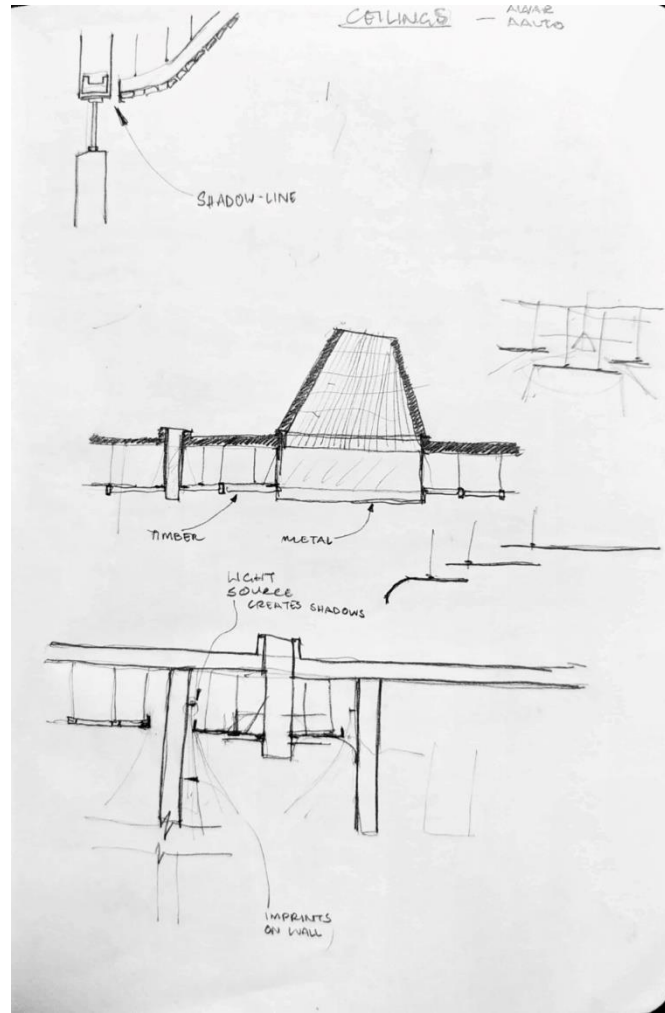 CEILINGS — ALVAR
AALTO
SHADOW-LINE
TIMBER
METAL
LIGHT
SOURCE
CREATES SHADOWS
IMPRINTS
ON WALL